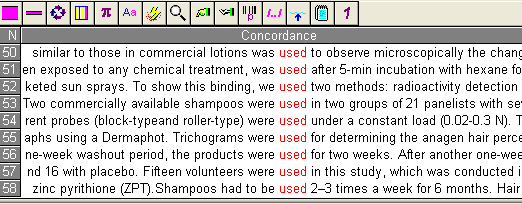 π Aa
N Concordance
50 similar to those in commercial lotions was used to observe microscopically the chang
51 en exposed to any chemical treatment, was used after 5-min incubation with hexane fo
52 keted sun sprays. To show this binding, we used two methods: radioactivity detection
53 Two commercially available shampoos were used in two groups of 21 panelists with sev
54 rent probes (block-typeand roller-type) were used under a constant load (0.02-0.3 N). T
55 aphs using a Dermaphot. Trichograms were used for determining the anagen hair perce
56 ne-week washout period, the products were used for two weeks. After another one-wee
57 nd 16 with placebo. Fifteen volunteers were used in this study, which was conducted i
58 zinc pyrithione (ZPT).Shampoos had to be used 2–3 times a week for 6 months. Hair